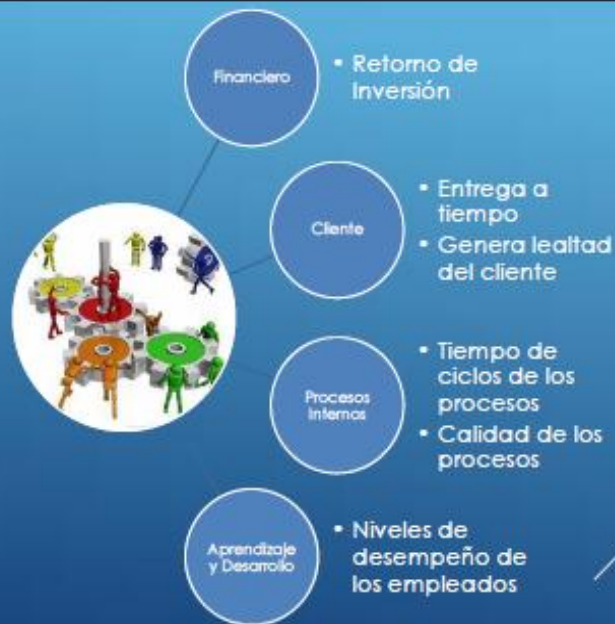 Financiero
• Retorno de
Inversión
Cliente
• Entrega a
tiempo
• Genera lealtad
del cliente
Procesos
Internos
• Tiempo de
ciclos de los
procesos
• Calidad de los
procesos
Aprendizaje
y Desarrollo
• Niveles de
desempeño de
los empleados